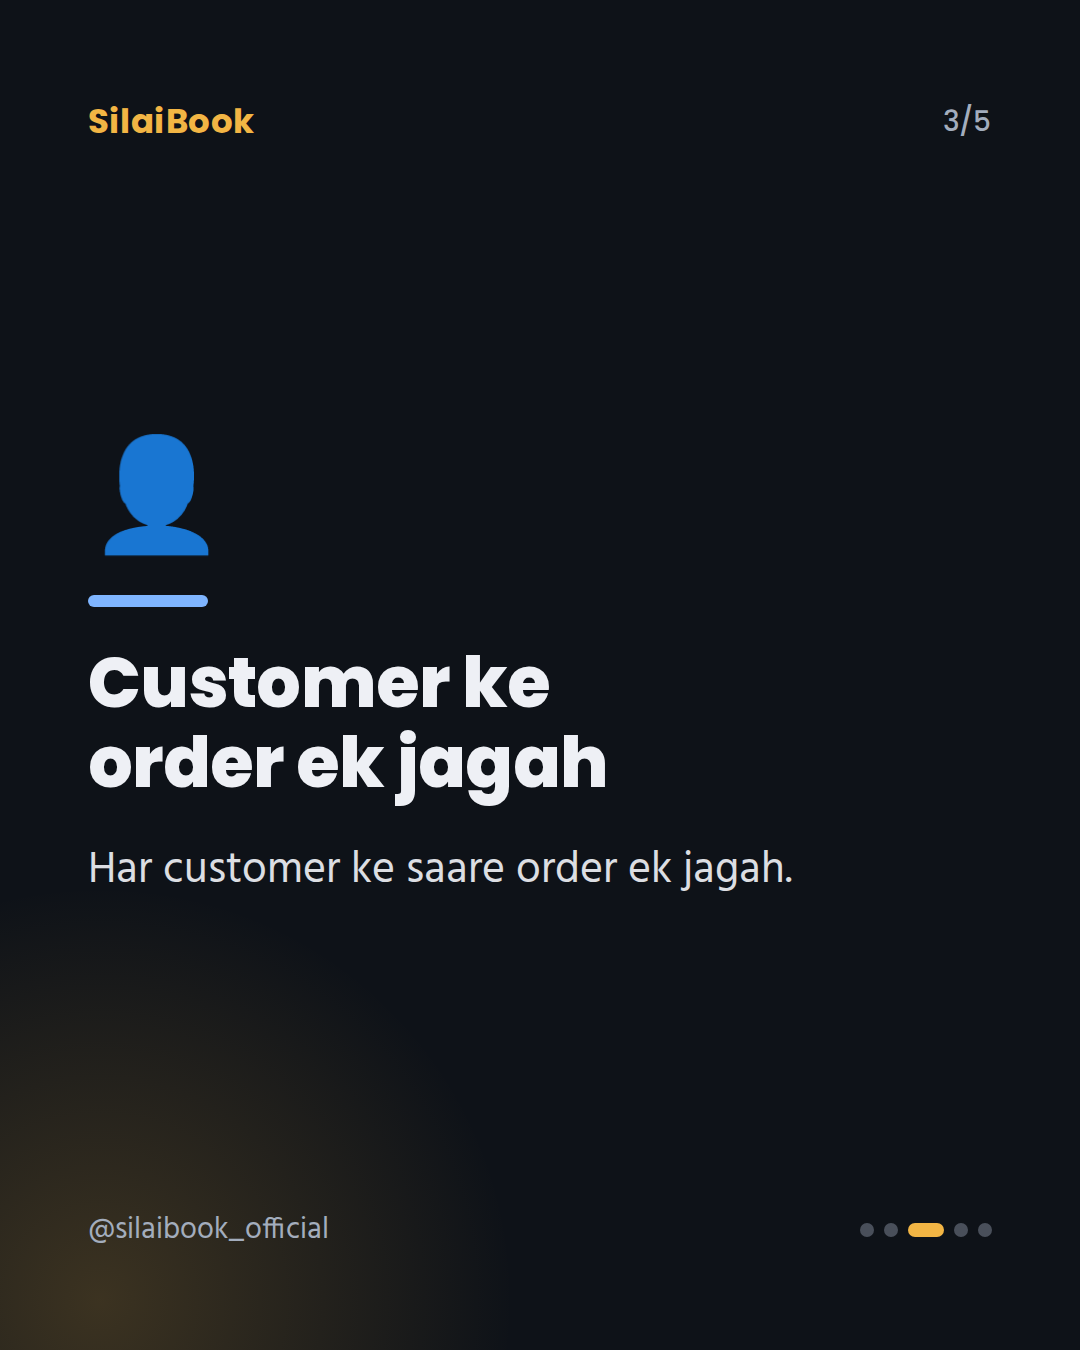 SilaiBook
3/5
Customer ke
order ek jagah
Har customer ke saare order ek jagah.
@silaibook_official